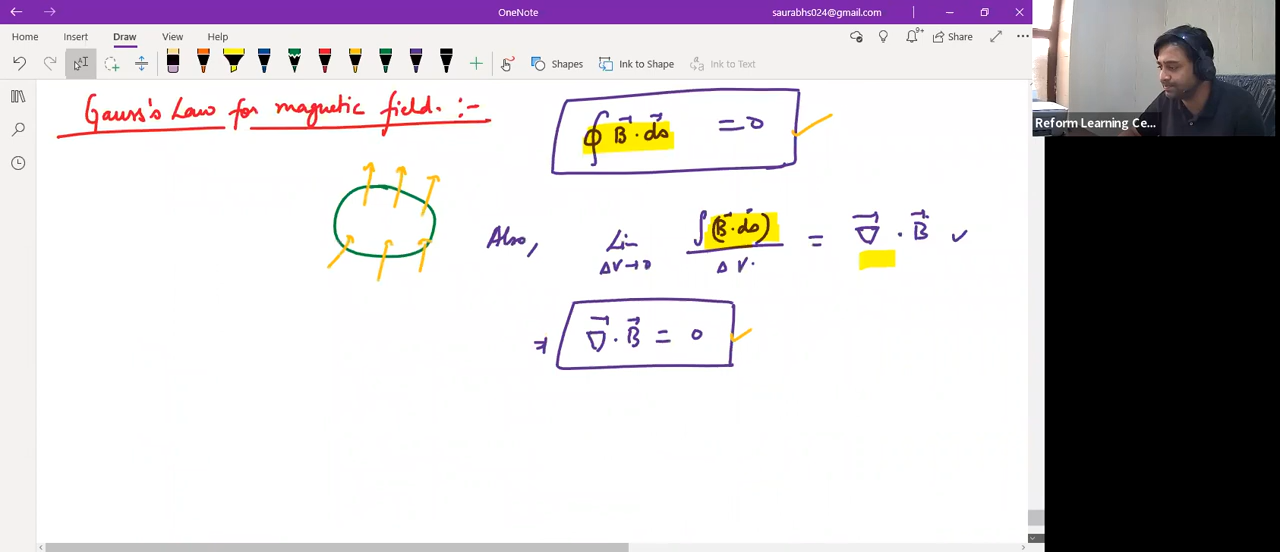 OneNote
saurabhs024@gmail.com
Home Insert Draw View Help
Share
Shapes Ink to Shape Ink to Text
Gauss's Law for magnetic field. :-
∮ B⃗ · ds⃗ = 0 ✓
Also, Lim ΔV→0 ∫(B⃗ · ds⃗) / ΔV = ∇⃗ · B⃗ ✓
⇒ ∇⃗ · B⃗ = 0 ✓
Reform Learning Ce...